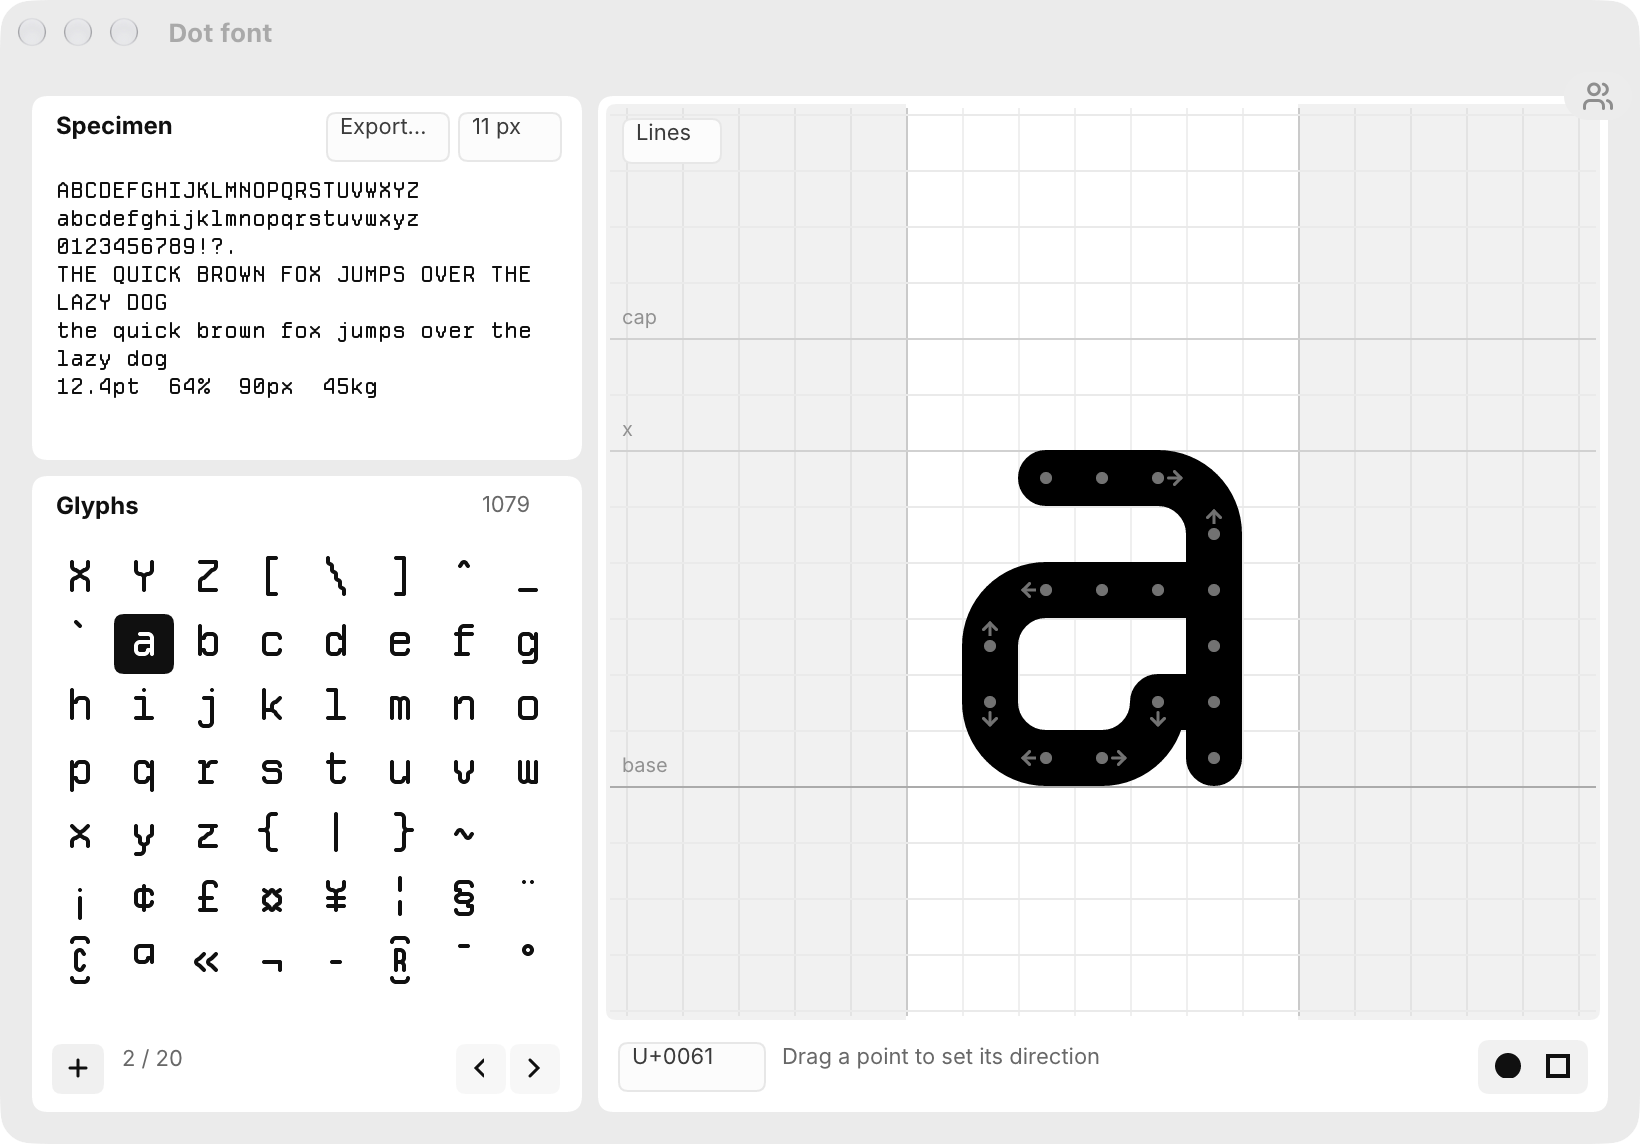 Dot font
Specimen
Export...
11 px
ABCDEFGHIJKLMNOPQRSTUVWXYZ
abcdefghijklmnopqrstuvwxyz
0123456789!?.
THE QUICK BROWN FOX JUMPS OVER THE
LAZY DOG
the quick brown fox jumps over the
lazy dog
12.4pt 64% 90px 45kg
Glyphs
1079
X Y Z [ \ ] ^ _
` a b c d e f g
h i j k l m n o
p q r s t u v w
x y z { | } ~
¡ ¢ £ ¤ ¥ ¦ § ¨
© ª « ¬ - ® ¯ °
+ 2 / 20 < >
Lines
cap
x
base
a
U+0061
Drag a point to set its direction